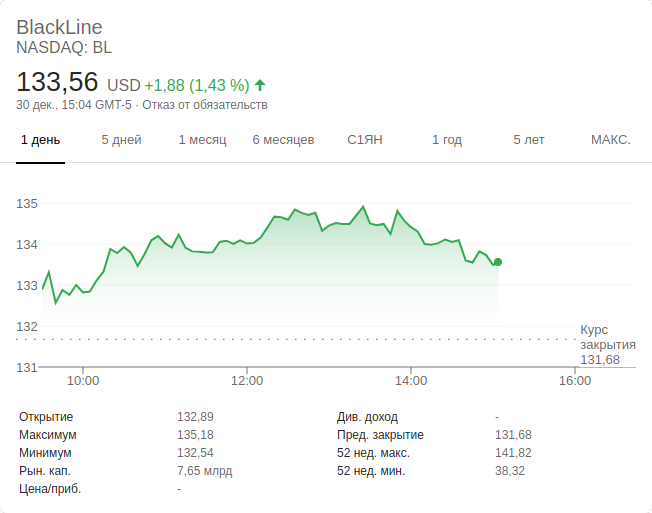 BlackLine
NASDAQ: BL
133,56 USD +1,88 (1,43 %)
30 дек., 15:04 GMT-5 · Отказ от обязательств
1 день 5 дней 1 месяц 6 месяцев С1ЯН 1 год 5 лет МАКС.
135
134
133
132
131
Курс
закрытия
131,68
10:00 12:00 14:00 16:00
Открытие 132,89 Див. доход -
Максимум 135,18 Пред. закрытие 131,68
Минимум 132,54 52 нед. макс. 141,82
Рын. кап. 7,65 млрд 52 нед. мин. 38,32
Цена/приб. -